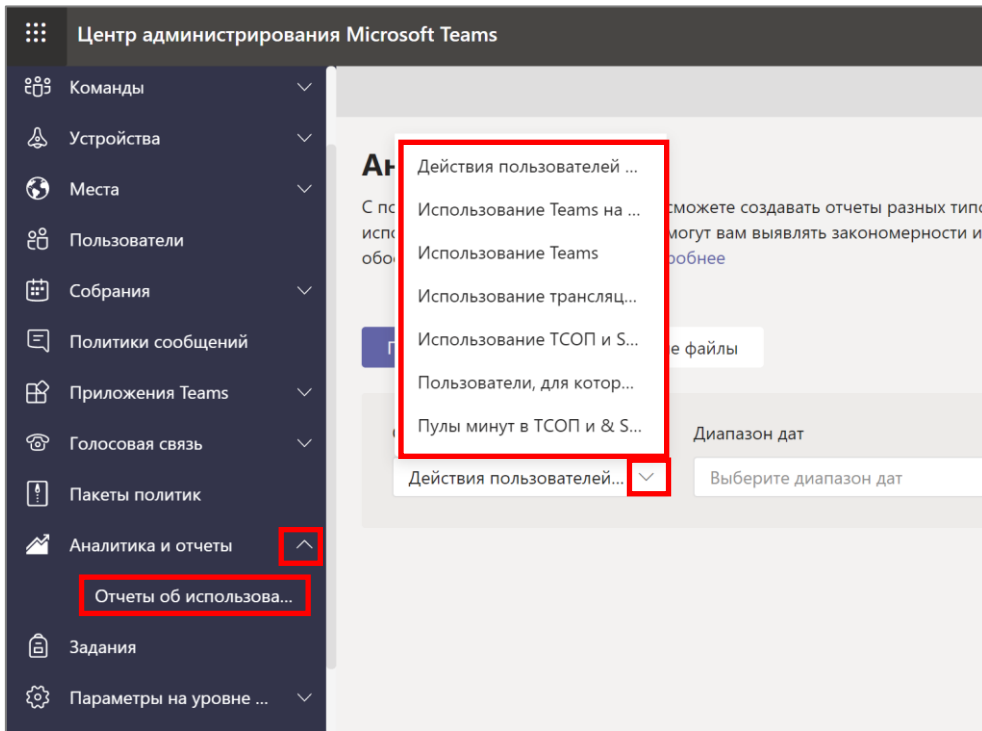 Центр администрирования Microsoft Teams
Команды
Устройства
Места
Пользователи
Собрания
Политики сообщений
Приложения Teams
Голосовая связь
Пакеты политик
Аналитика и отчеты
Отчеты об использова...
Задания
Параметры на уровне ...
Ан
С по
сможете создавать отчеты разных типо
испо
могут вам выявлять закономерности и
обо
робнее
Действия пользователей ...
Использование Teams на ...
Использование Teams
Использование трансляц...
Использование ТСОП и S...
Пользователи, для котор...
Пулы минут в ТСОП и & S...
е файлы
Диапазон дат
Действия пользователей...
Выберите диапазон дат